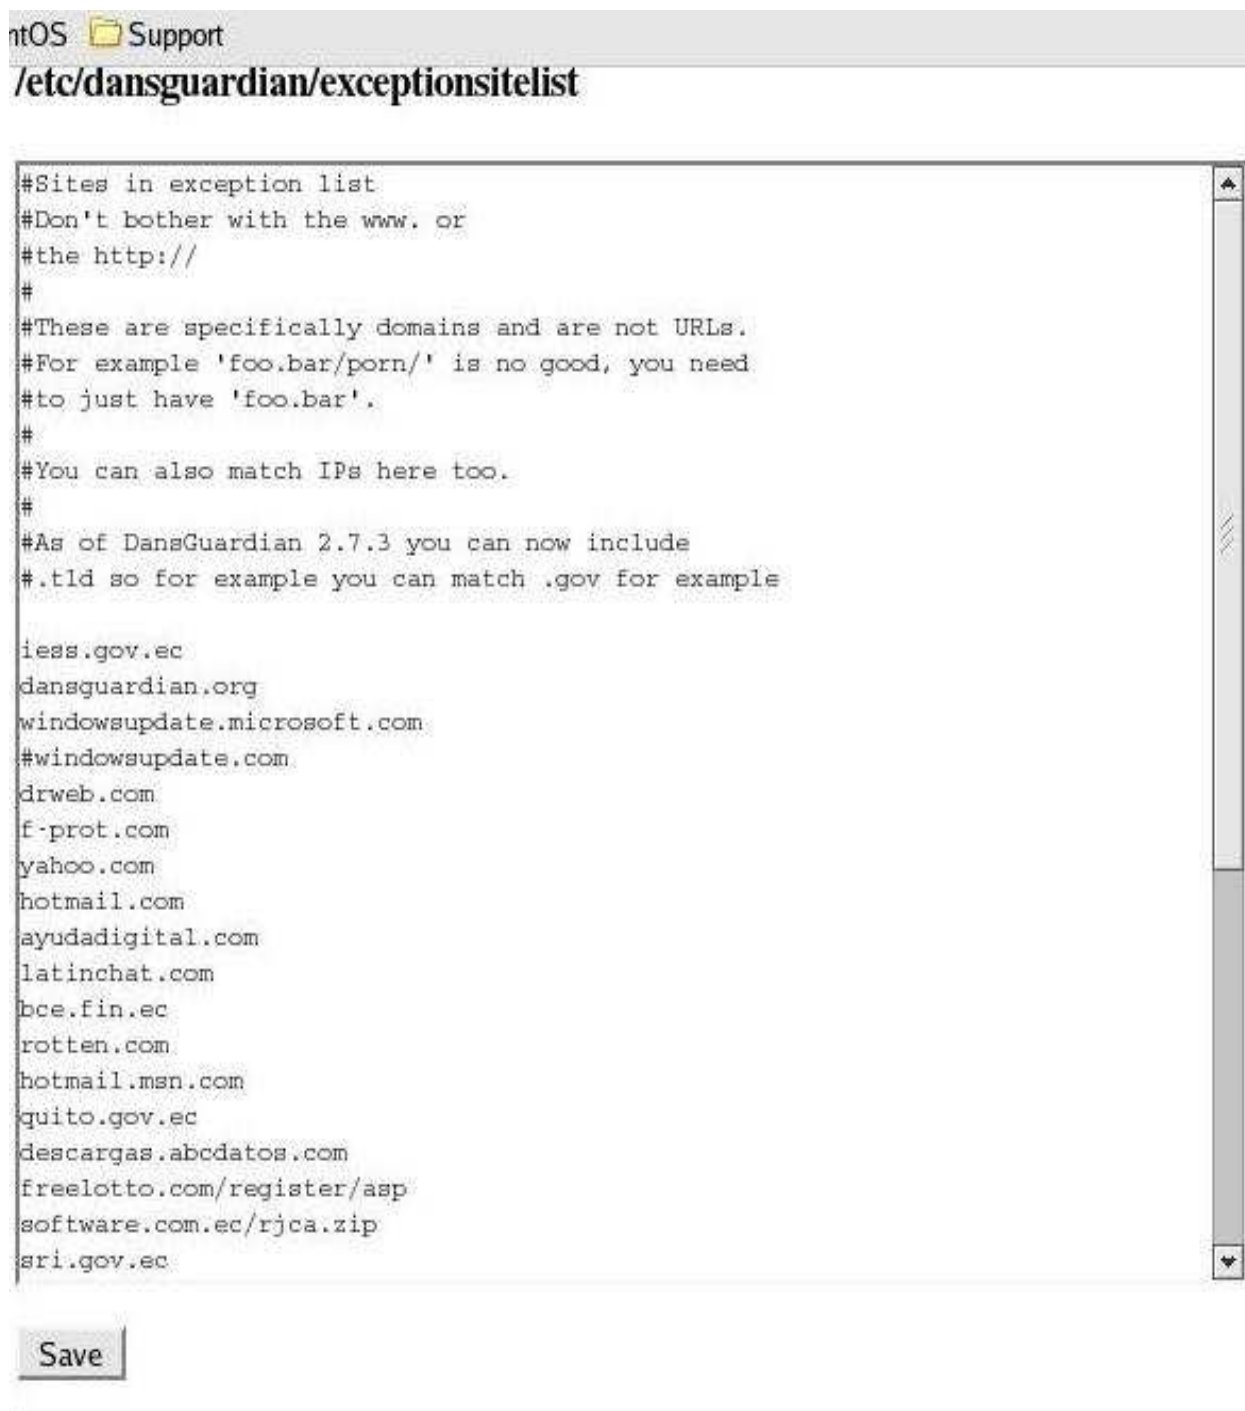 ntOS Support
/etc/dansguardian/exceptionsitelist
#Sites in exception list
#Don't bother with the www. or
#the http://
#
#These are specifically domains and are not URLs.
#For example 'foo.bar/porn/' is no good, you need
#to just have 'foo.bar'.
#
#You can also match IPs here too.
#
#As of DansGuardian 2.7.3 you can now include
#.tld so for example you can match .gov for example
iess.gov.ec
dansguardian.org
windowsupdate.microsoft.com
#windowsupdate.com
drweb.com
f-prot.com
yahoo.com
hotmail.com
ayudadigital.com
latinchat.com
bce.fin.ec
rotten.com
hotmail.msn.com
quito.gov.ec
descargas.abcdatos.com
freelotto.com/register/asp
software.com.ec/rjca.zip
sri.gov.ec
Save